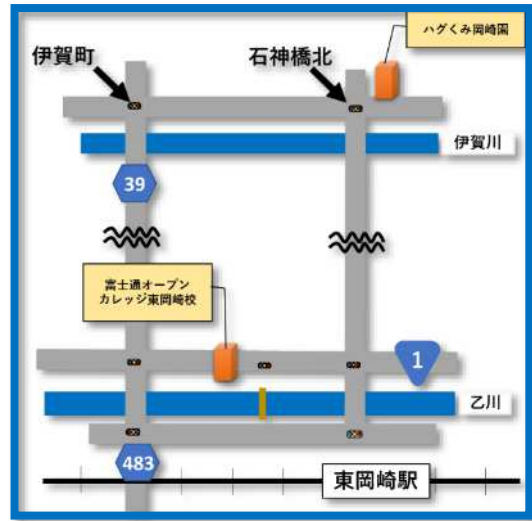 ハグくみ岡崎園
伊賀町
石神橋北
伊賀川
39
富士通オープン
カレッジ東岡崎校
1
乙川
483
東岡崎駅